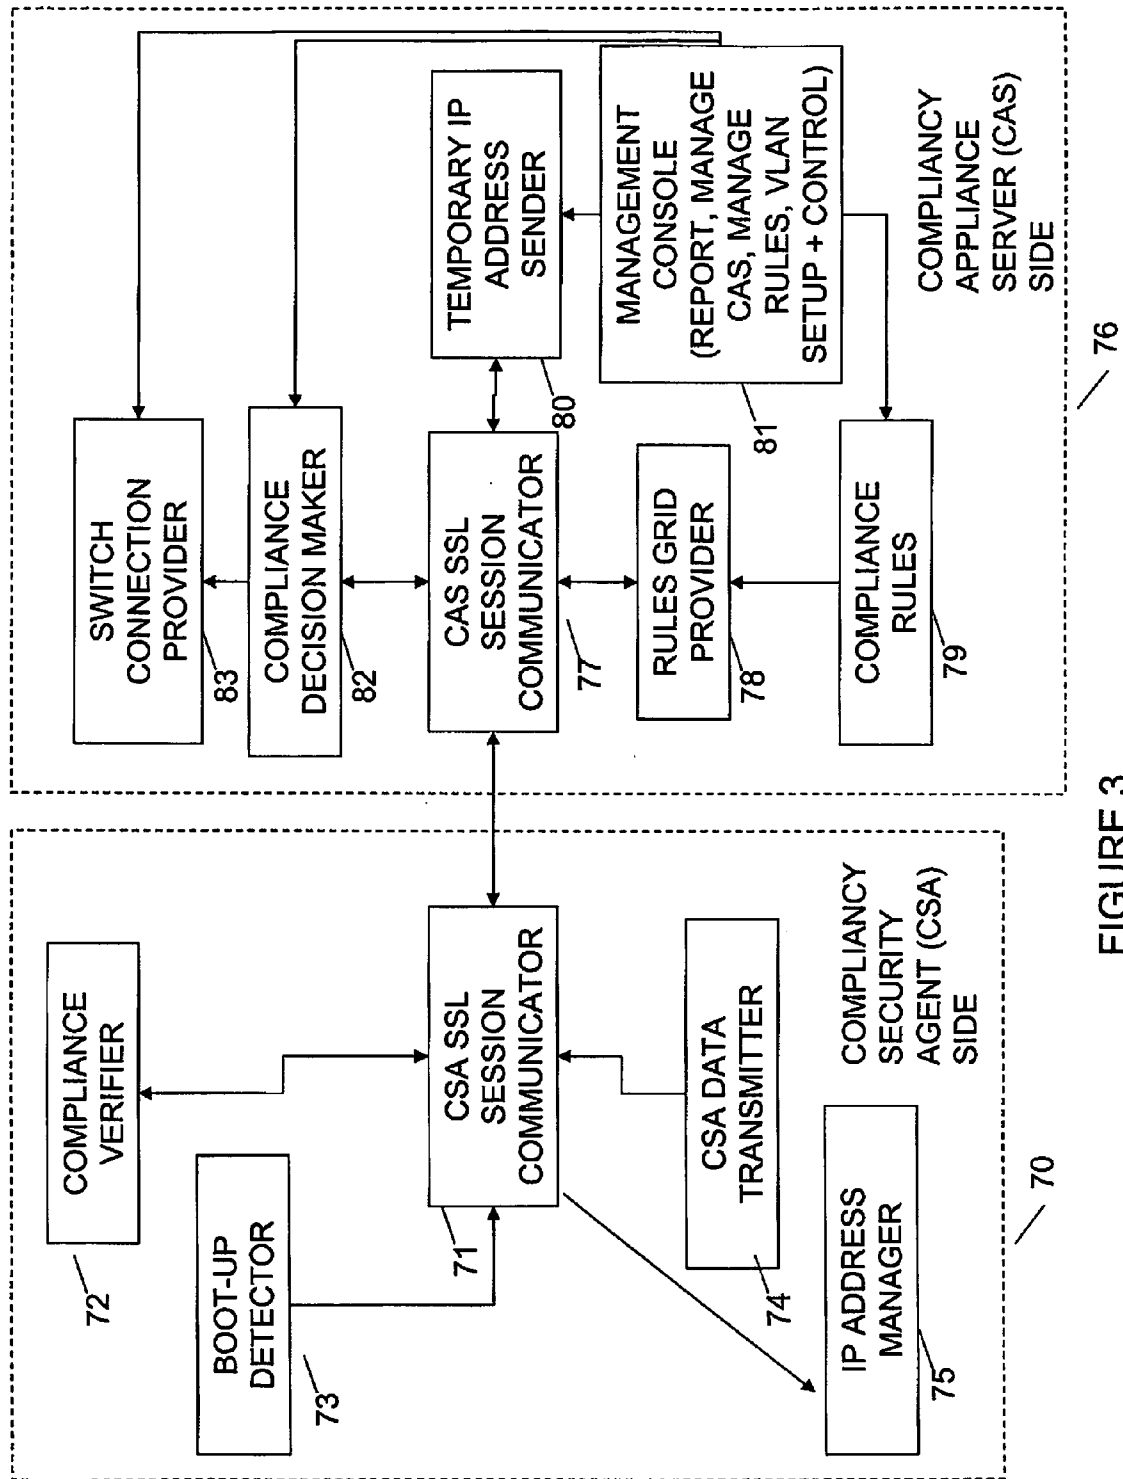 COMPLIANCE
VERIFIER
72
BOOT-UP
DETECTOR
73
CSA SSL
SESSION
COMMUNICATOR
71
CSA DATA
TRANSMITTER
74
IP ADDRESS
MANAGER
75
COMPLIANCY
SECURITY
AGENT (CSA)
SIDE
70
SWITCH
CONNECTION
PROVIDER
83
COMPLIANCE
DECISION MAKER
82
CAS SSL
SESSION
COMMUNICATOR
77
TEMPORARY IP
ADDRESS
SENDER
80
RULES GRID
PROVIDER
78
MANAGEMENT
CONSOLE
(REPORT, MANAGE
CAS, MANAGE
RULES, VLAN
SETUP + CONTROL)
81
COMPLIANCE
RULES
79
COMPLIANCY
APPLIANCE
SERVER (CAS)
SIDE
76
FIGURE 3